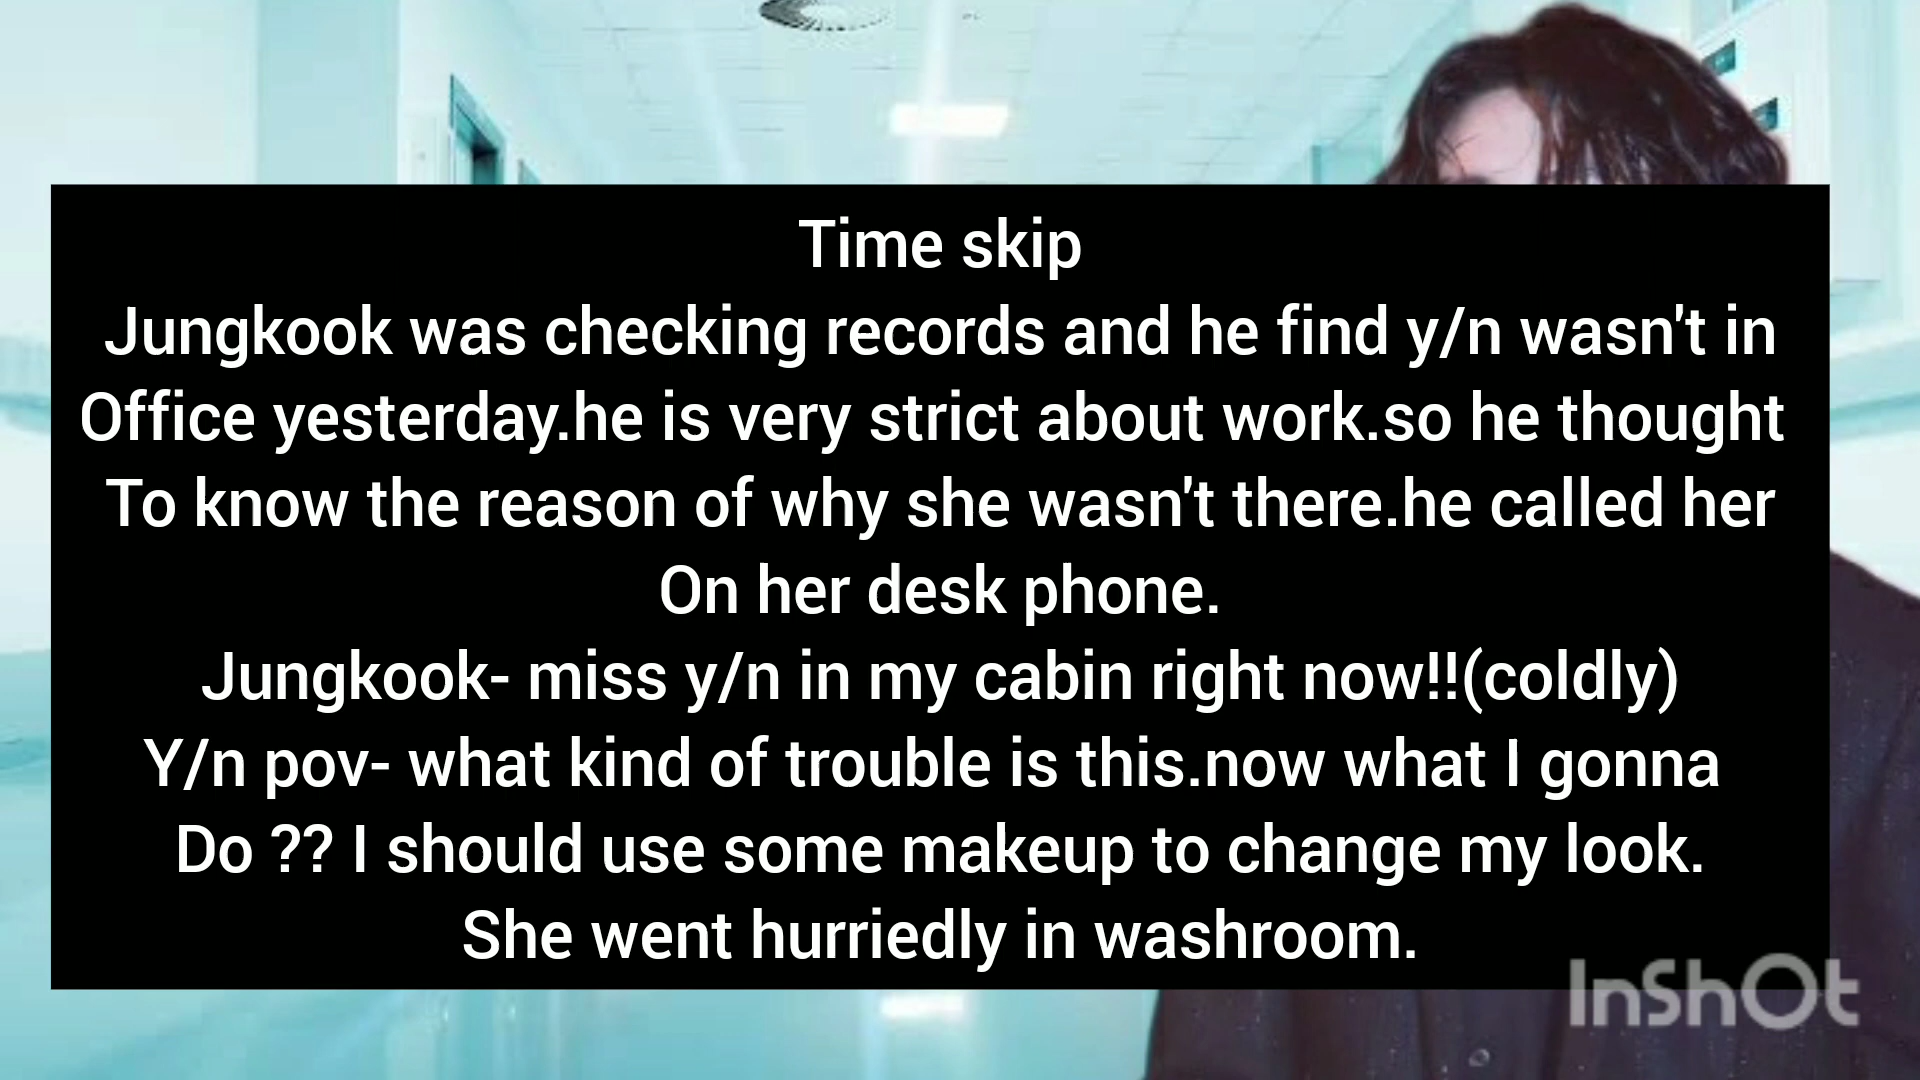 Time skip
Jungkook was checking records and he find y/n wasn't in
Office yesterday.he is very strict about work.so he thought
To know the reason of why she wasn't there.he called her
On her desk phone.
Jungkook- miss y/n in my cabin right now!!(coldly)
Y/n pov- what kind of trouble is this.now what I gonna
Do ?? I should use some makeup to change my look.
She went hurriedly in washroom.
InShOt